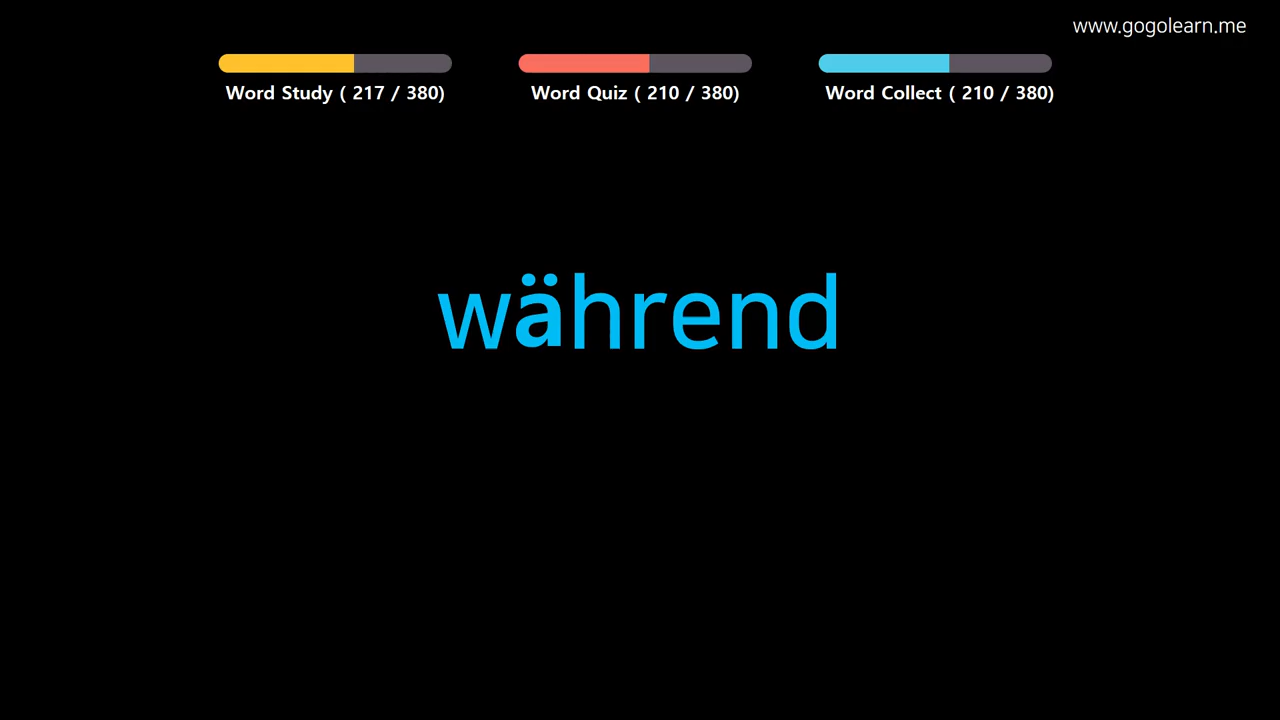 www.gogolearn.me
Word Study ( 217 / 380)
Word Quiz ( 210 / 380)
Word Collect ( 210 / 380)
während